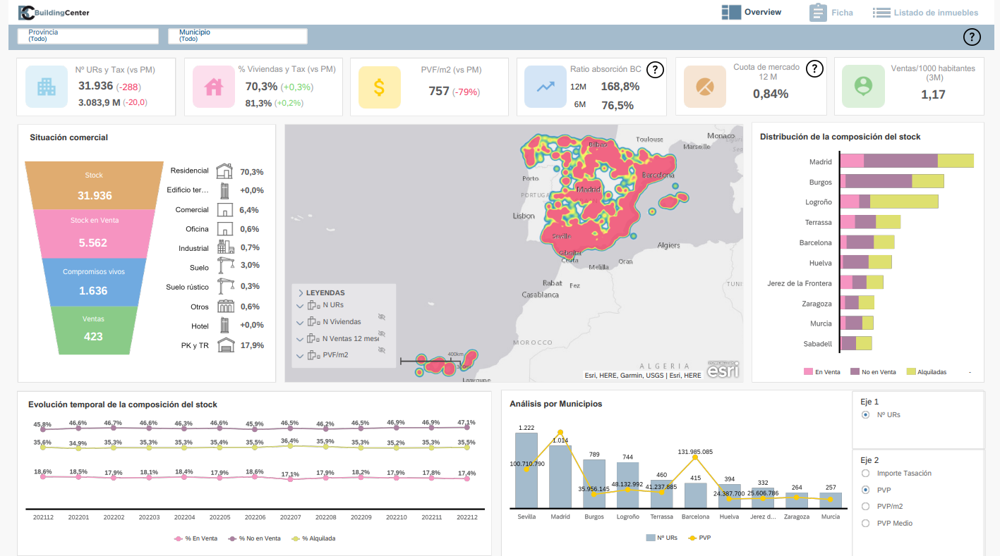 BuildingCenter
Overview
Ficha
Listado de inmuebles
Provincia
(Todo)
Municipio
(Todo)
?
Nº URs y Tax (vs PM)
31.936 (-288)
3.083,9 M (-20,0)
% Viviendas y Tax (vs PM)
70,3% (+0,3%)
81,3% (+0,2%)
PVF/m2 (vs PM)
757 (-79%)
Ratio absorción BC
?
12M 168,8%
6M 76,5%
Cuota de mercado
12 M
?
0,84%
Ventas/1000 habitantes
(3M)
1,17
Situación comercial
Stock
31.936
Stock en Venta
5.562
Compromisos vivos
1.636
Ventas
423
Residencial 70,3%
Edificio ter... +0,0%
Comercial 6,4%
Oficina 0,6%
Industrial 0,7%
Suelo 3,0%
Suelo rústico 0,3%
Otros 0,6%
Hotel +0,0%
PK y TR 17,9%
Monaco
Toulouse
Marseille
Bilbao
Barcelona
Porto
Madrid
PORTUGA
Lisbon
Seville
Gibralta
Ceuta
Algiers
Oran
Melilla
Rabat
Fez
Casablanca
TUNI
MOROCCO
ALGERIA
Laayoune
LEYENDAS
N URs
N Viviendas
N Ventas 12 mese
PVF/m2
400km
300mi
esri
Esri, HERE, Garmin, USGS | Esri, HERE
Distribución de la composición del stock
Madrid
Burgos
Logroño
Terrassa
Barcelona
Huelva
Jerez de la Frontera
Zaragoza
Murcia
Sabadell
En Venta No en Venta Alquiladas -
Evolución temporal de la composición del stock
45,8% 46,6% 46,7% 46,6% 46,3% 46,6% 45,9% 46,5% 46,2% 46,5% 46,9% 46,9% 47,1%
35,6% 34,9% 35,3% 35,3% 35,3% 35,4% 35,5% 36,4% 35,9% 35,3% 35,2% 35,3% 35,5%
18,6% 18,5% 17,9% 18,1% 18,4% 17,9% 18,6% 17,1% 17,9% 18,2% 17,9% 17,8% 17,4%
202112 202201 202202 202203 202204 202205 202206 202207 202208 202209 202210 202211 202212
% En Venta % No en Venta % Alquilada
Análisis por Municipios
1.222 1.014 789 744 460 415 394 332 264 257
100.710.790 35.956.145 48.132.992 41.237.885 131.985.085 24.387.700 25.606.786
Sevilla Madrid Burgos Logroño Terrassa Barcelona Huelva Jerez d... Zaragoza Murcia
Nº URs PVP
Eje 1
Nº URs
Eje 2
Importe Tasación
PVP
PVP/m2
PVP Medio